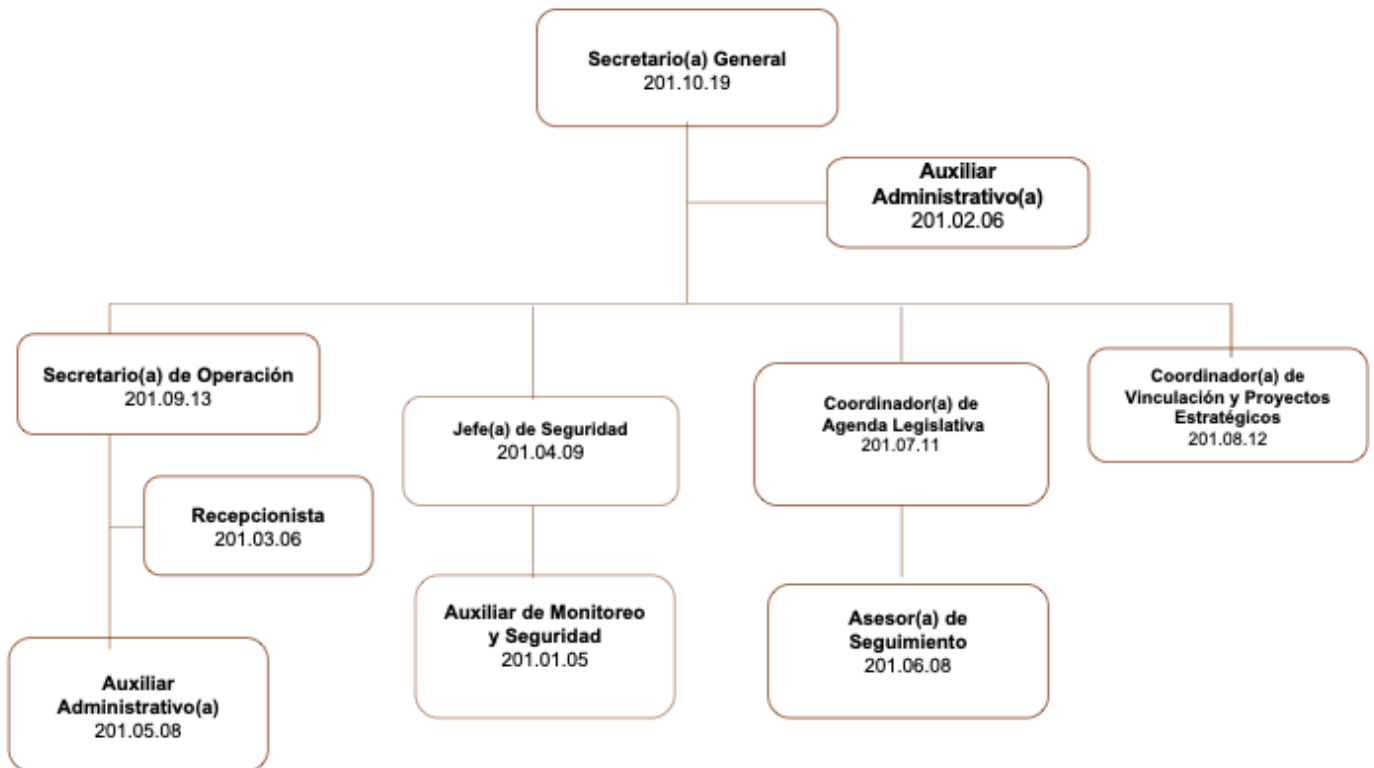 Secretario(a) General
201.10.19
Auxiliar
Administrativo(a)
201.02.06
Secretario(a) de Operación
201.09.13
Jefe(a) de Seguridad
201.04.09
Coordinador(a) de
Agenda Legislativa
201.07.11
Coordinador(a) de
Vinculación y Proyectos
Estratégicos
201.08.12
Recepcionista
201.03.06
Auxiliar
Administrativo(a)
201.05.08
Auxiliar de Monitoreo
y Seguridad
201.01.05
Asesor(a) de
Seguimiento
201.06.08